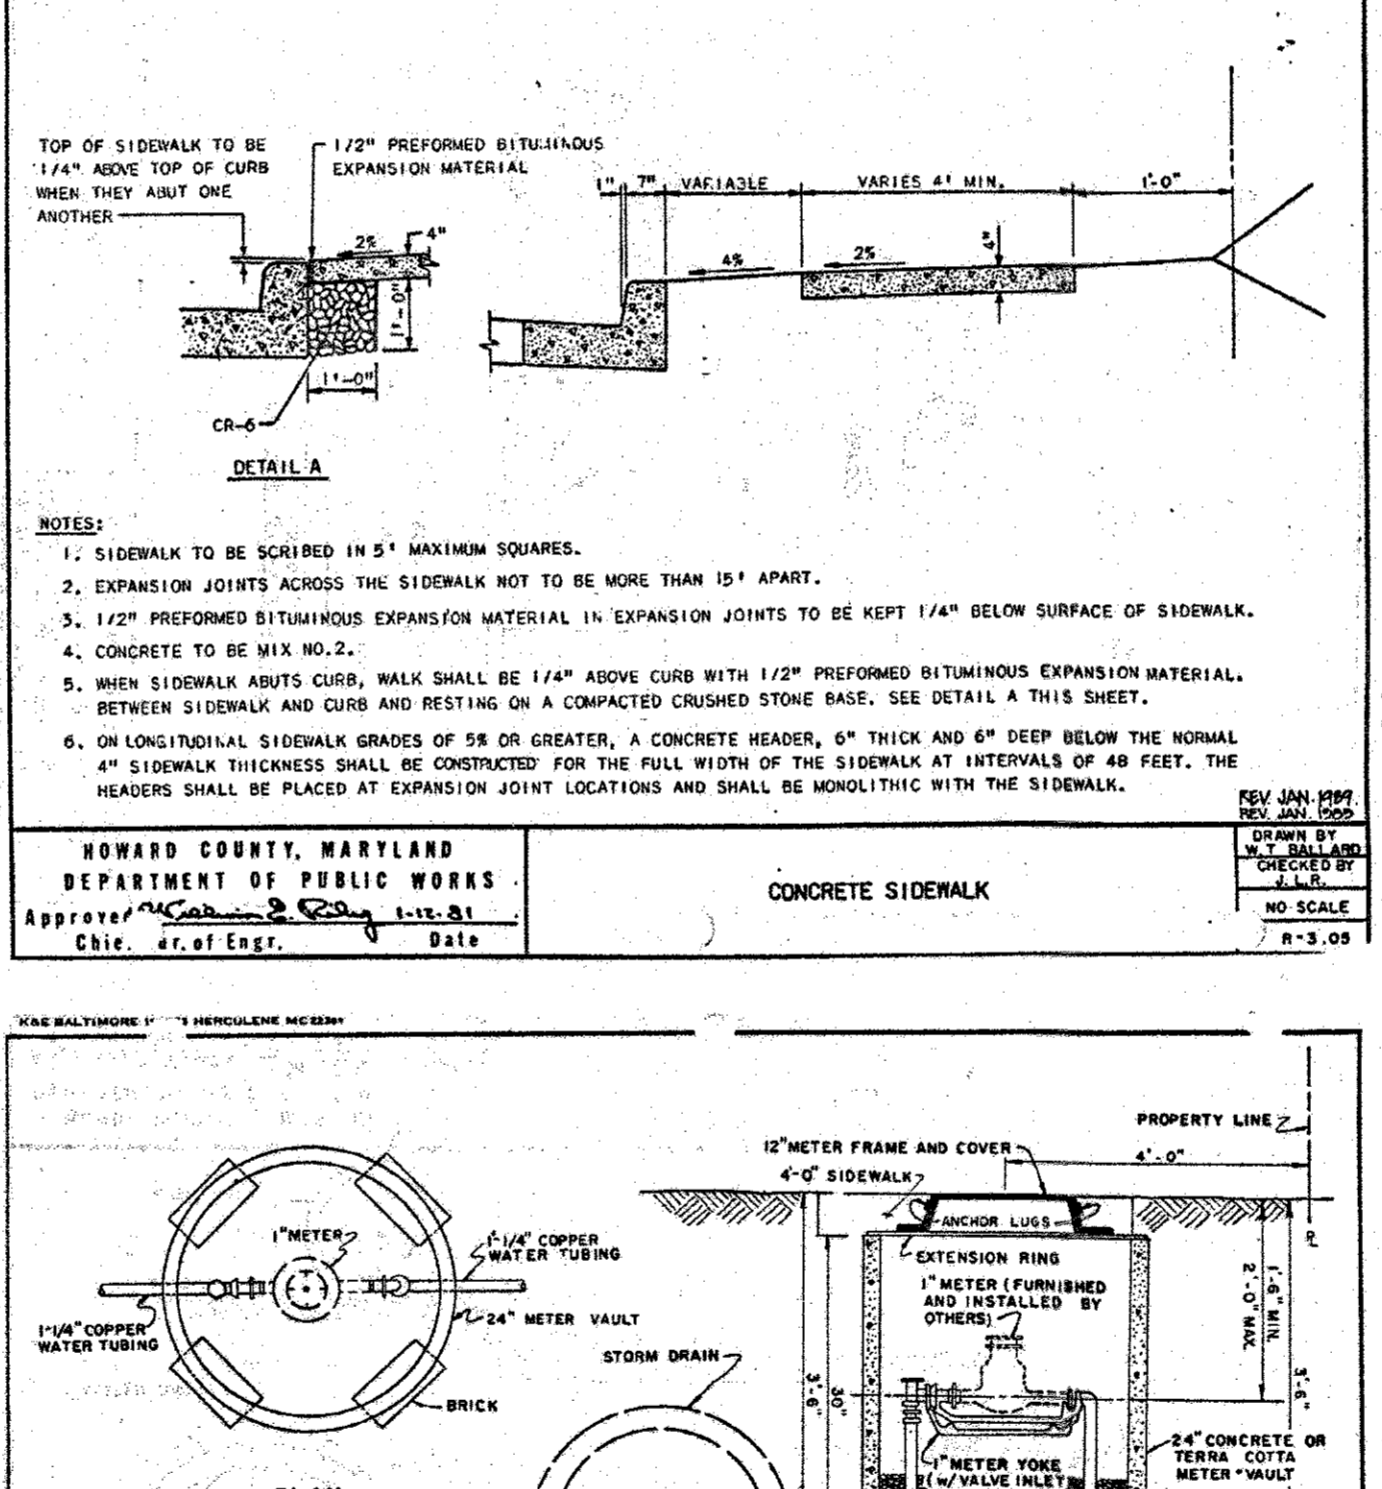 TOP OF SIDEWALK TO BE
1/4" ABOVE TOP OF CURB
WHEN THEY ABUT ONE
ANOTHER
1/2" PREFORMED BITUMINOUS
EXPANSION MATERIAL
2%
4"
1'-0"
1'-0"
CR-6
DETAIL A
1"
7"
VARIABLE
VARIES 4' MIN.
1'-0"
4%
2%
4"
NOTES:
1. SIDEWALK TO BE SCRIBED IN 5' MAXIMUM SQUARES.
2. EXPANSION JOINTS ACROSS THE SIDEWALK NOT TO BE MORE THAN 15' APART.
3. 1/2" PREFORMED BITUMINOUS EXPANSION MATERIAL IN EXPANSION JOINTS TO BE KEPT 1/4" BELOW SURFACE OF SIDEWALK.
4. CONCRETE TO BE MIX NO.2.
5. WHEN SIDEWALK ABUTS CURB, WALK SHALL BE 1/4" ABOVE CURB WITH 1/2" PREFORMED BITUMINOUS EXPANSION MATERIAL.
BETWEEN SIDEWALK AND CURB AND RESTING ON A COMPACTED CRUSHED STONE BASE. SEE DETAIL A THIS SHEET.
6. ON LONGITUDINAL SIDEWALK GRADES OF 5% OR GREATER, A CONCRETE HEADER, 6" THICK AND 6" DEEP BELOW THE NORMAL
4" SIDEWALK THICKNESS SHALL BE CONSTRUCTED FOR THE FULL WIDTH OF THE SIDEWALK AT INTERVALS OF 48 FEET. THE
HEADERS SHALL BE PLACED AT EXPANSION JOINT LOCATIONS AND SHALL BE MONOLITHIC WITH THE SIDEWALK.
REV. JAN. 1989
REV. JAN.
HOWARD COUNTY, MARYLAND
DEPARTMENT OF PUBLIC WORKS
Approved 1-12-81
Chie. ur. of Engr. Date
CONCRETE SIDEWALK
DRAWN BY
W.T. BALLARD
CHECKED BY
J.L.R.
NO SCALE
R-3.05
K&E BALTIMORE HERCULENE
PROPERTY LINE
12" METER FRAME AND COVER
4'-0"
4'-0" SIDEWALK
ANCHOR LUGS
EXTENSION RING
1" METER (FURNISHED
AND INSTALLED BY
OTHERS)
1" METER
1-1/4" COPPER
WATER TUBING
24" METER VAULT
1-1/4" COPPER
WATER TUBING
STORM DRAIN
BRICK
3'-6"
30"
2'-0" MAX.
1'-6" MIN.
3'-6"
24" CONCRETE OR
TERRA COTTA
METER VAULT
1" METER YOKE
(W/VALVE INLET